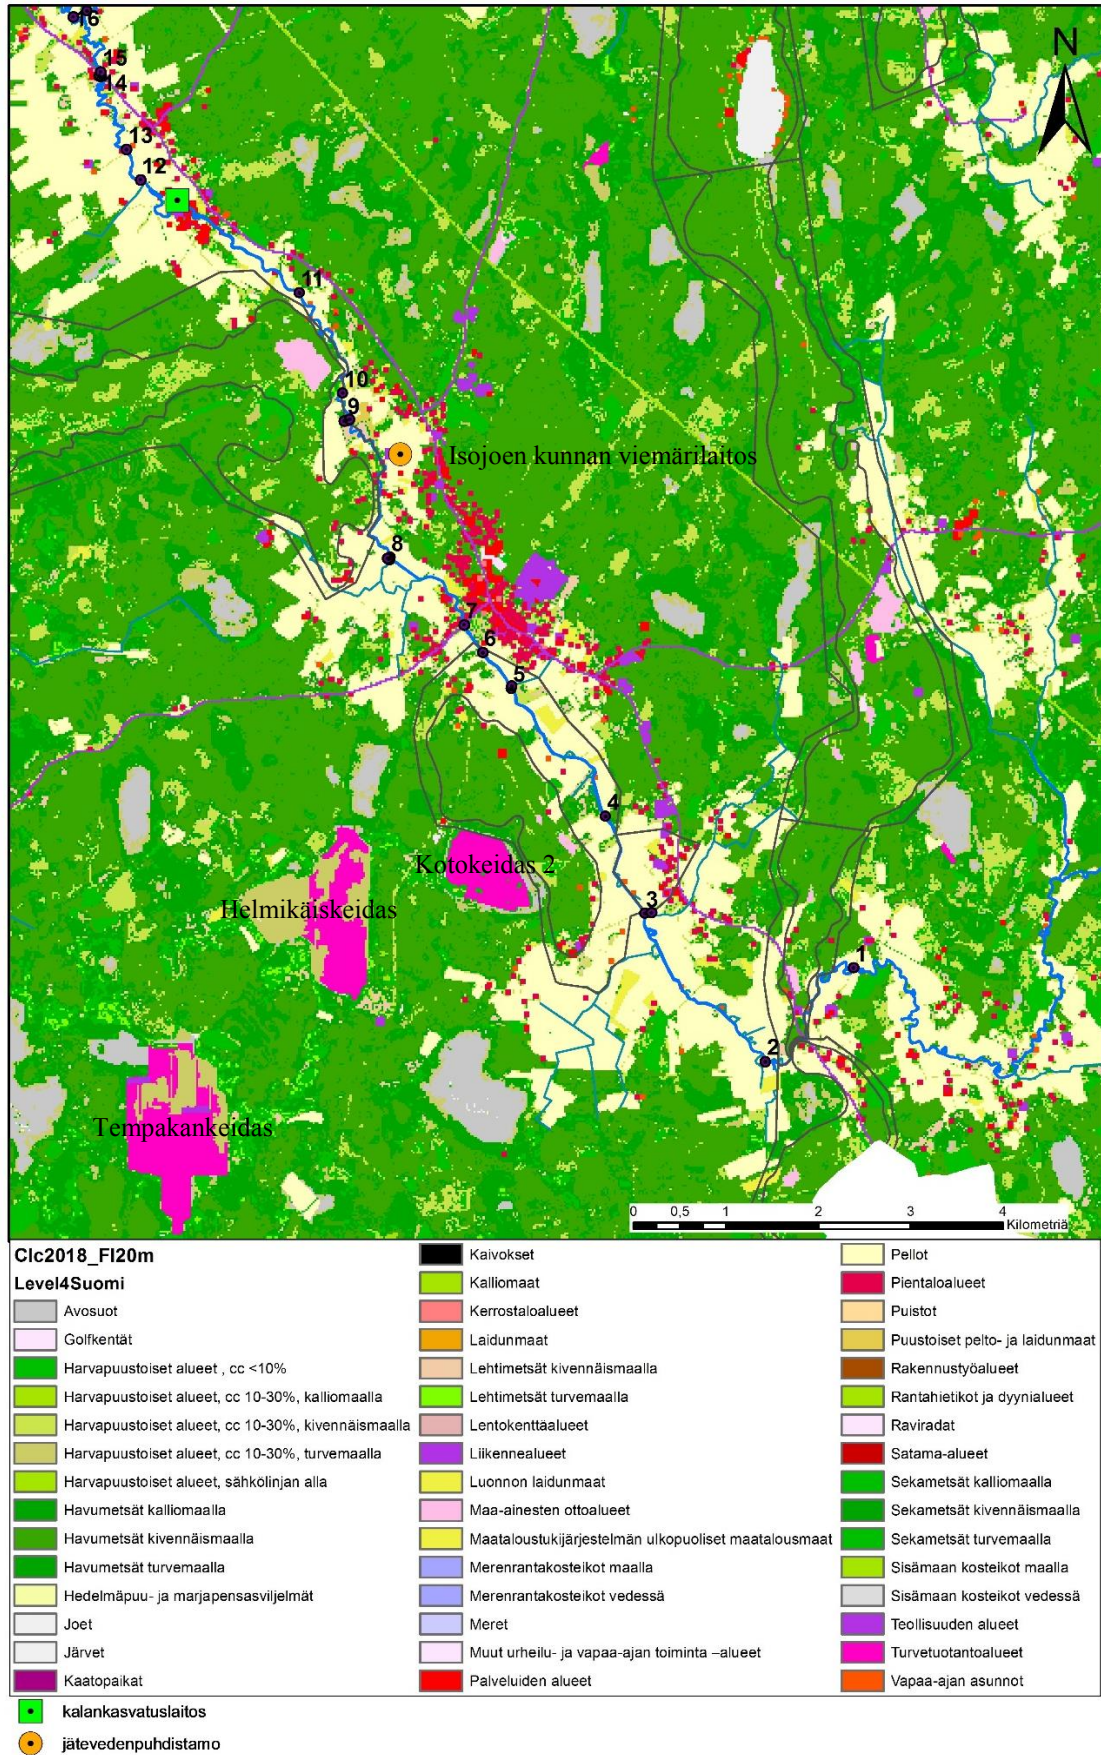 16
N
15
14
13
12
11
10
9
Isojoen kunnan viemärilaitos
8
7
6
5
4
Kotokeidas 2
Helmikäiskeidas
3
1
2
Tempakankeidas
0 0,5 1 2 3 4
Kilometriä
Clc2018_FI20m
Level4Suomi
Avosuot
Golfkentät
Harvapuustoiset alueet , cc <10%
Harvapuustoiset alueet, cc 10-30%, kalliomaalla
Harvapuustoiset alueet, cc 10-30%, kivennäismaalla
Harvapuustoiset alueet, cc 10-30%, turvemaalla
Harvapuustoiset alueet, sähkölinjan alla
Havumetsät kalliomaalla
Havumetsät kivennäismaalla
Havumetsät turvemaalla
Hedelmäpuu- ja marjapensasviljelmät
Joet
Järvet
Kaatopaikat
Kaivokset
Kalliomaat
Kerrostaloalueet
Laidunmaat
Lehtimetsät kivennäismaalla
Lehtimetsät turvemaalla
Lentokenttäalueet
Liikennealueet
Luonnon laidunmaat
Maa-ainesten ottoalueet
Maataloustukijärjestelmän ulkopuoliset maatalousmaat
Merenrantakosteikot maalla
Merenrantakosteikot vedessä
Meret
Muut urheilu- ja vapaa-ajan toiminta –alueet
Palveluiden alueet
Pellot
Pientaloalueet
Puistot
Puustoiset pelto- ja laidunmaat
Rakennustyöalueet
Rantahietikot ja dyynialueet
Raviradat
Satama-alueet
Sekametsät kalliomaalla
Sekametsät kivennäismaalla
Sekametsät turvemaalla
Sisämaan kosteikot maalla
Sisämaan kosteikot vedessä
Teollisuuden alueet
Turvetuotantoalueet
Vapaa-ajan asunnot
kalankasvatuslaitos
jätevedenpuhdistamo